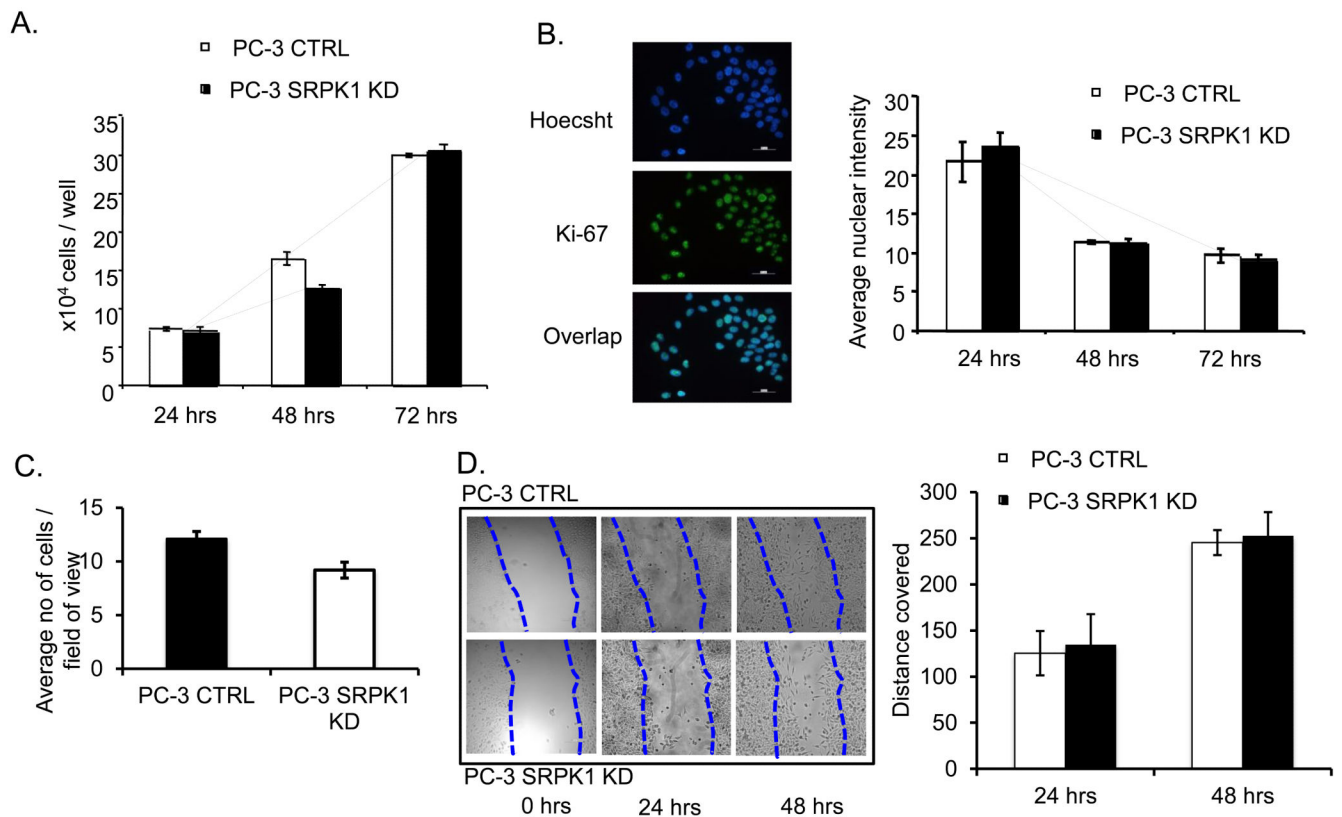 A.
PC-3 CTRL
PC-3 SRPK1 KD
x10⁴ cells / well
35
30
25
20
15
10
5
0
24 hrs
48 hrs
72 hrs
B.
Hoecsht
Ki-67
Overlap
PC-3 CTRL
PC-3 SRPK1 KD
Average nuclear intensity
30
25
20
15
10
5
0
24 hrs
48 hrs
72 hrs
C.
Average no of cells /
field of view
15
10
5
0
PC-3 CTRL
PC-3 SRPK1
KD
D.
PC-3 CTRL
PC-3 SRPK1 KD
0 hrs
24 hrs
48 hrs
PC-3 CTRL
PC-3 SRPK1 KD
Distance covered
300
250
200
150
100
50
0
24 hrs
48 hrs